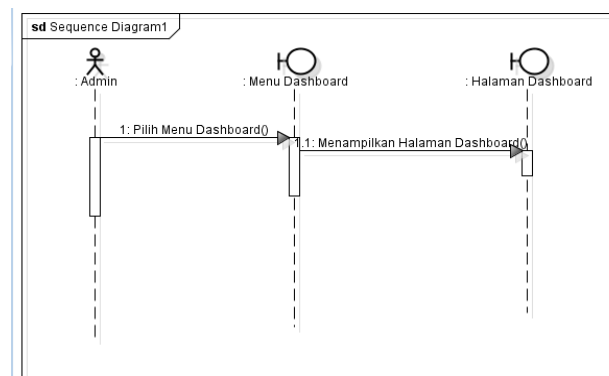 sd Sequence Diagram1
: Admin
: Menu Dashboard
: Halaman Dashboard
1: Pilih Menu Dashboard()
1.1: Menampilkan Halaman Dashboard()